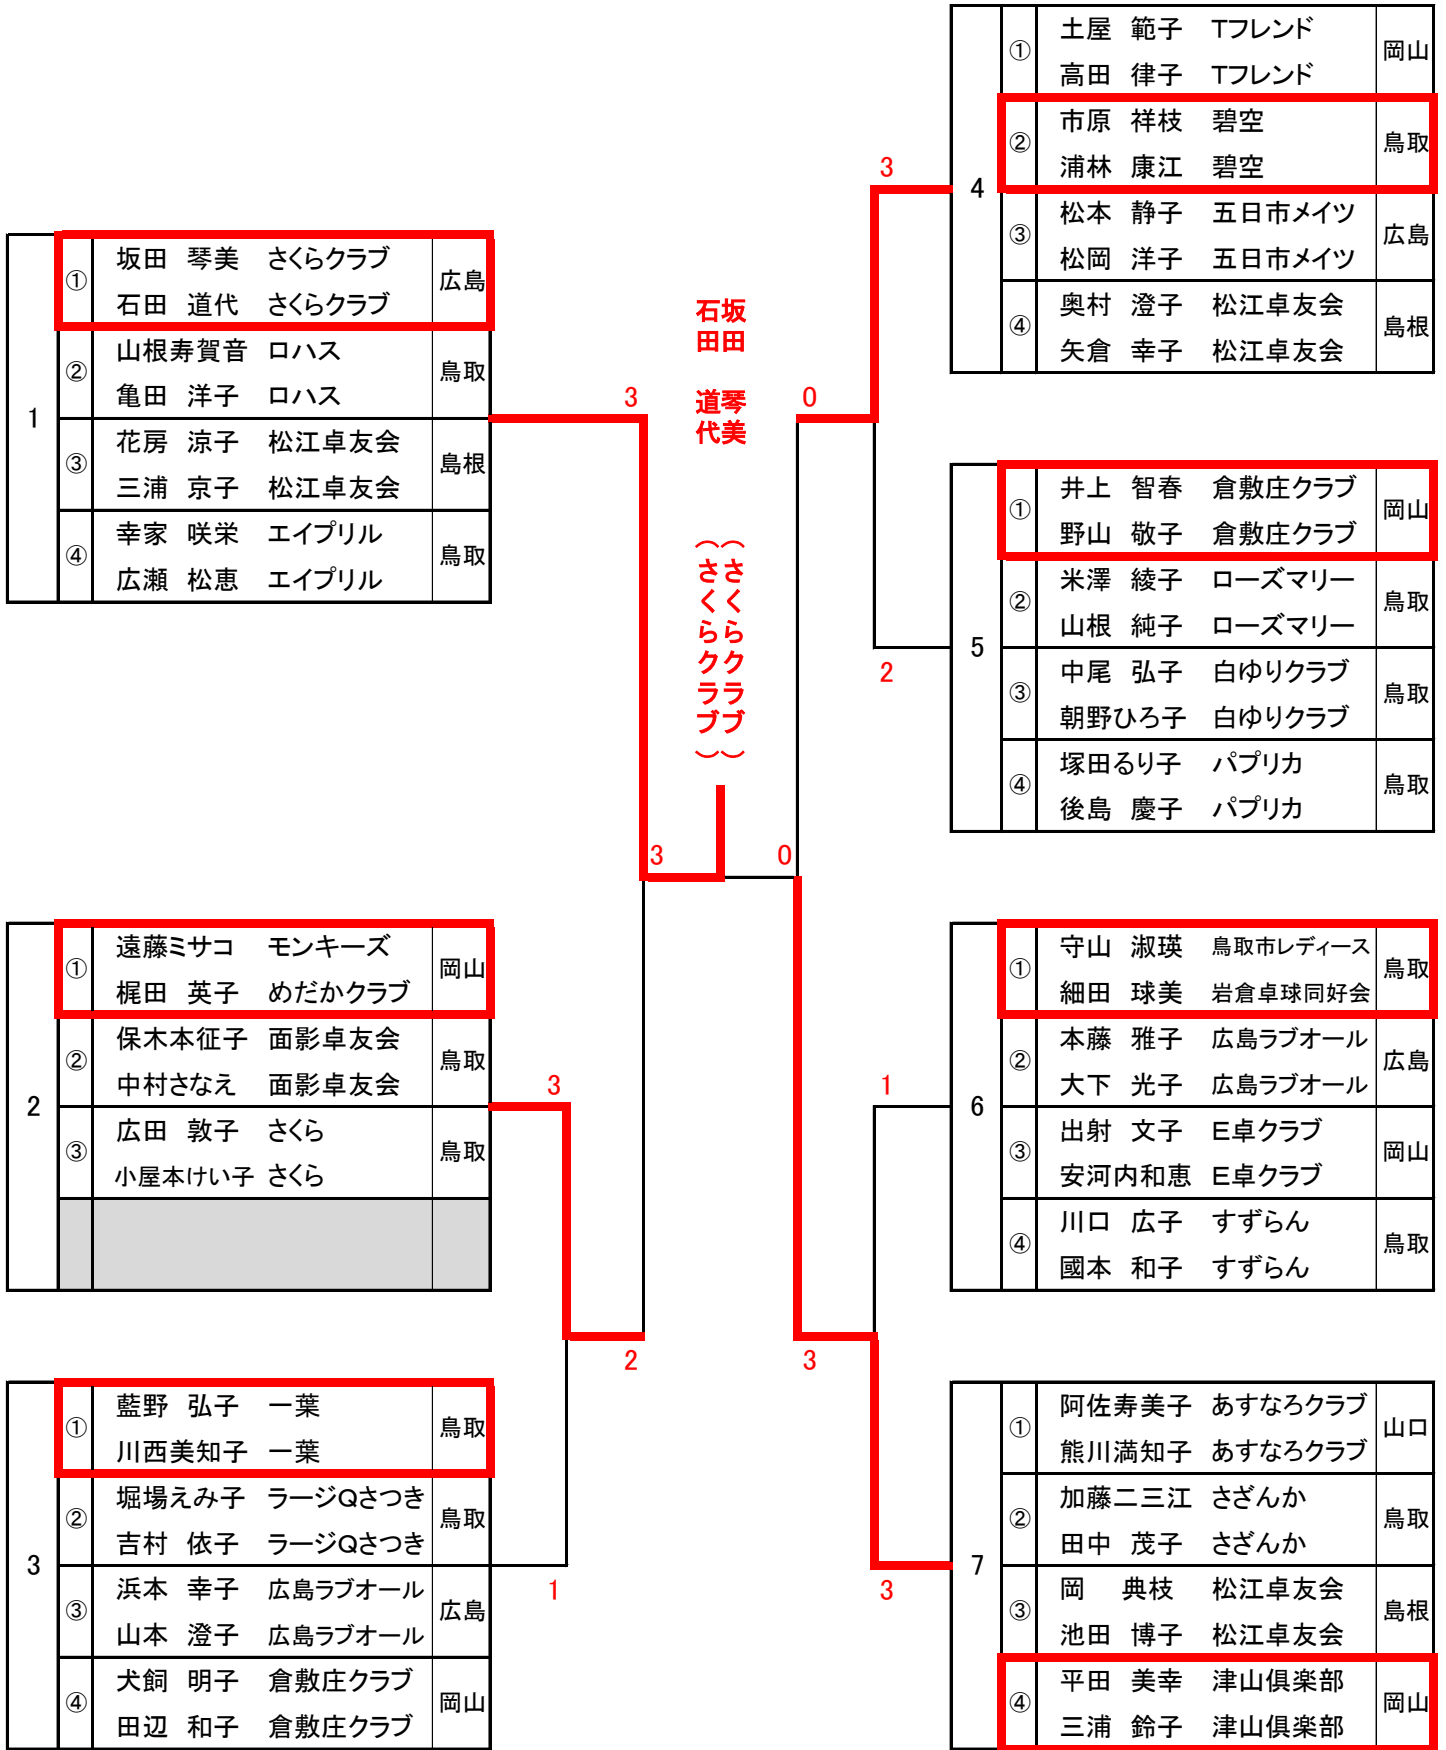 1
① 坂田 琴美 さくらクラブ 広島
石田 道代 さくらクラブ
② 山根寿賀音 ロハス 鳥取
亀田 洋子 ロハス
③ 花房 涼子 松江卓友会 島根
三浦 京子 松江卓友会
④ 幸家 咲栄 エイプリル 鳥取
広瀬 松恵 エイプリル
2
① 遠藤ミサコ モンキーズ 岡山
梶田 英子 めだかクラブ
② 保木本征子 面影卓友会 鳥取
中村さなえ 面影卓友会
③ 広田 敦子 さくら 鳥取
小屋本けい子 さくら
3
① 藍野 弘子 一葉 鳥取
川西美知子 一葉
② 堀場えみ子 ラージQさつき 鳥取
吉村 依子 ラージQさつき
③ 浜本 幸子 広島ラブオール 広島
山本 澄子 広島ラブオール
④ 犬飼 明子 倉敷庄クラブ 岡山
田辺 和子 倉敷庄クラブ
3
3
1
2
3
坂田 琴美 (さくらクラブ)
石田 道代 (さくらクラブ)
0
0
3
3
2
1
3
4
① 土屋 範子 Tフレンド 岡山
高田 律子 Tフレンド
② 市原 祥枝 碧空 鳥取
浦林 康江 碧空
③ 松本 静子 五日市メイツ 広島
松岡 洋子 五日市メイツ
④ 奥村 澄子 松江卓友会 島根
矢倉 幸子 松江卓友会
5
① 井上 智春 倉敷庄クラブ 岡山
野山 敬子 倉敷庄クラブ
② 米澤 綾子 ローズマリー 鳥取
山根 純子 ローズマリー
③ 中尾 弘子 白ゆりクラブ 鳥取
朝野ひろ子 白ゆりクラブ
④ 塚田るり子 パプリカ 鳥取
後島 慶子 パプリカ
6
① 守山 淑瑛 鳥取市レディース 鳥取
細田 球美 岩倉卓球同好会
② 本藤 雅子 広島ラブオール 広島
大下 光子 広島ラブオール
③ 出射 文子 E卓クラブ 岡山
安河内和恵 E卓クラブ
④ 川口 広子 すずらん 鳥取
國本 和子 すずらん
7
① 阿佐寿美子 あすなろクラブ 山口
熊川満知子 あすなろクラブ
② 加藤二三江 さざんか 鳥取
田中 茂子 さざんか
③ 岡 典枝 松江卓友会 島根
池田 博子 松江卓友会
④ 平田 美幸 津山倶楽部 岡山
三浦 鈴子 津山倶楽部